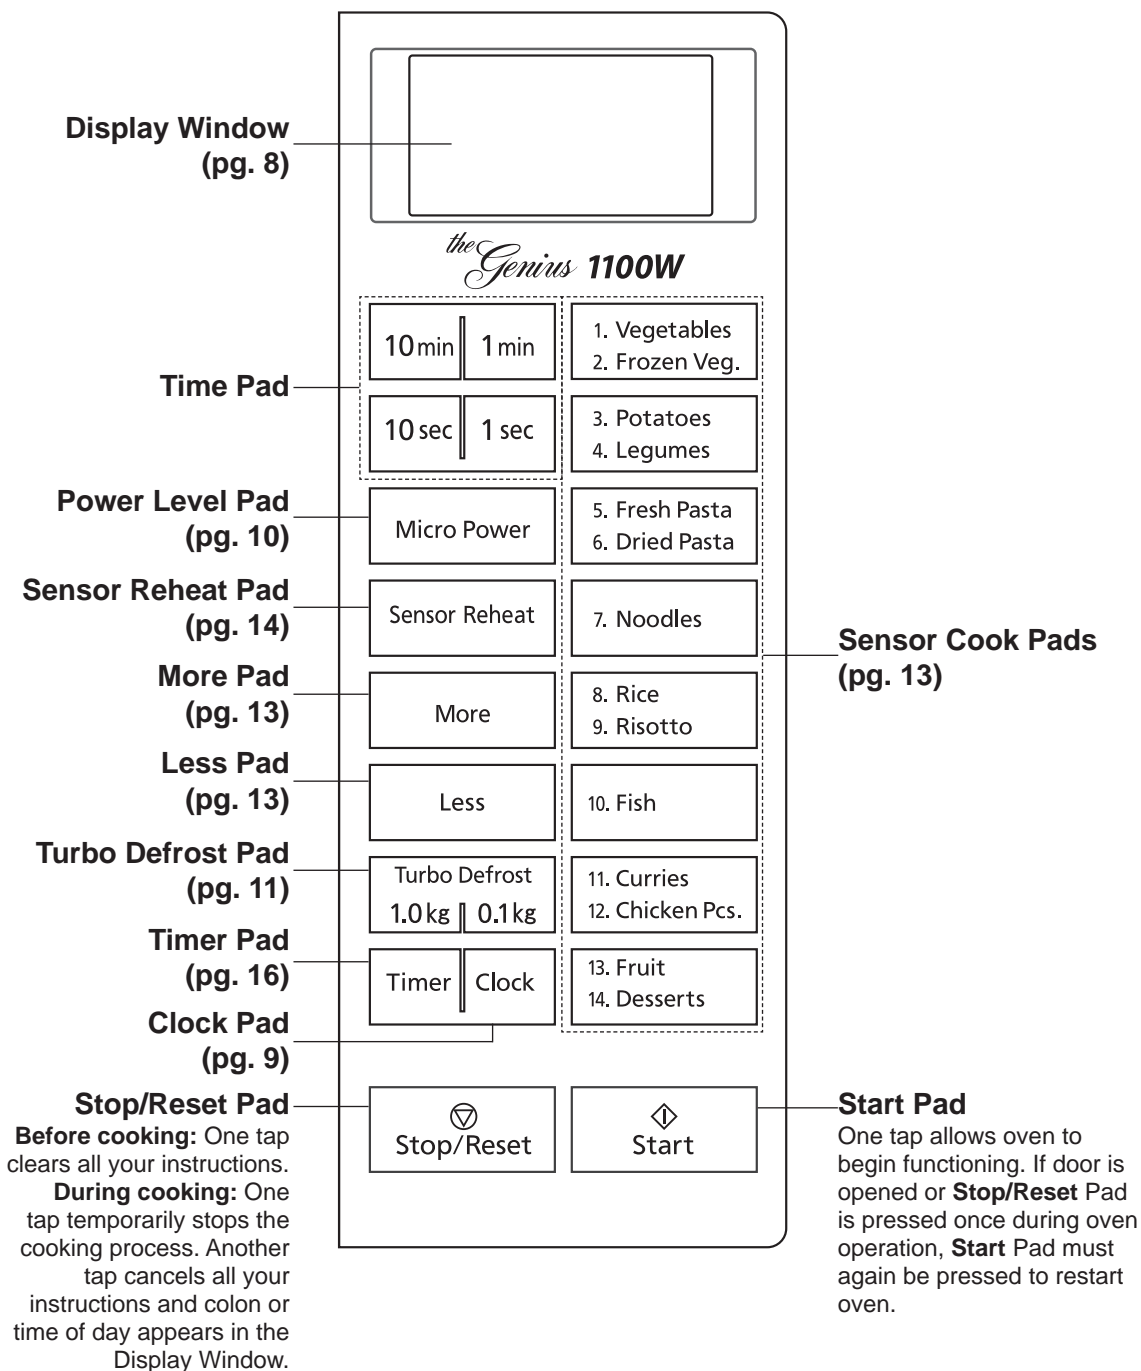 Display Window
(pg. 8)
the Genius 1100W
Time Pad
10 min
1 min
10 sec
1 sec
Power Level Pad
(pg. 10)
Micro Power
Sensor Reheat Pad
(pg. 14)
Sensor Reheat
More Pad
(pg. 13)
More
Less Pad
(pg. 13)
Less
Turbo Defrost Pad
(pg. 11)
Turbo Defrost
1.0 kg
0.1 kg
Timer Pad
(pg. 16)
Timer
Clock
Clock Pad
(pg. 9)
1. Vegetables
2. Frozen Veg.
3. Potatoes
4. Legumes
5. Fresh Pasta
6. Dried Pasta
7. Noodles
8. Rice
9. Risotto
10. Fish
11. Curries
12. Chicken Pcs.
13. Fruit
14. Desserts
Sensor Cook Pads
(pg. 13)
Stop/Reset Pad
Before cooking: One tap
clears all your instructions.
During cooking: One
tap temporarily stops the
cooking process. Another
tap cancels all your
instructions and colon or
time of day appears in the
Display Window.
Stop/Reset
Start
Start Pad
One tap allows oven to
begin functioning. If door is
opened or Stop/Reset Pad
is pressed once during oven
operation, Start Pad must
again be pressed to restart
oven.